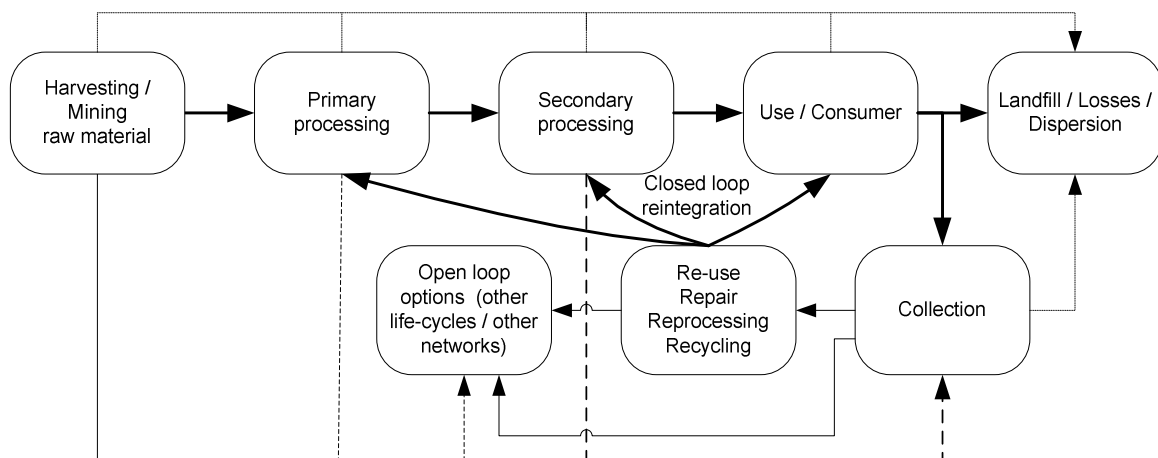 Harvesting /
Mining
raw material
Primary
processing
Secondary
processing
Use / Consumer
Landfill / Losses /
Dispersion
Closed loop
reintegration
Open loop
options (other
life-cycles / other
networks)
Re-use
Repair
Reprocessing
Recycling
Collection